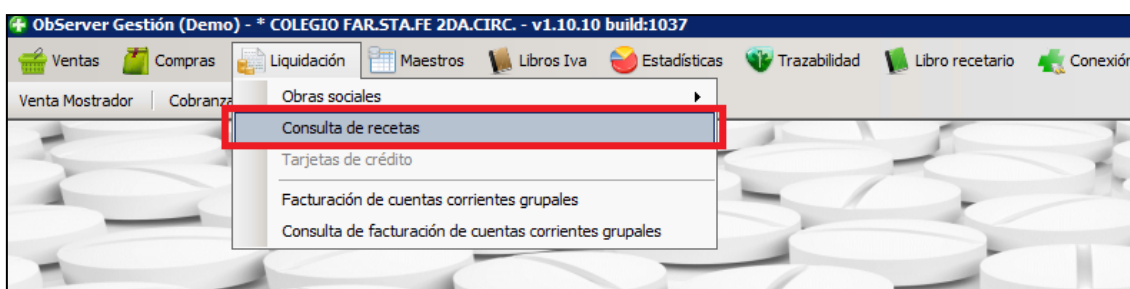 ObServer Gestión (Demo) - * COLEGIO FAR.STA.FE 2DA.CIRC. - v1.10.10 build:1037
Ventas Compras Liquidación Maestros Libros Iva Estadísticas Trazabilidad Libro recetario Conexión
Venta Mostrador Cobranza
Obras sociales
Consulta de recetas
Tarjetas de crédito
Facturación de cuentas corrientes grupales
Consulta de facturación de cuentas corrientes grupales